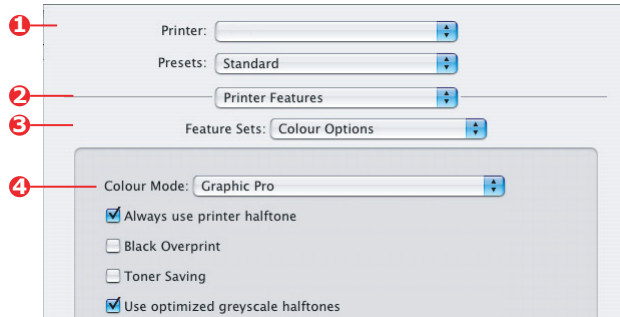 1
Printer:
Presets: Standard
2
Printer Features
3
Feature Sets: Colour Options
4
Colour Mode: Graphic Pro
Always use printer halftone
Black Overprint
Toner Saving
Use optimized greyscale halftones